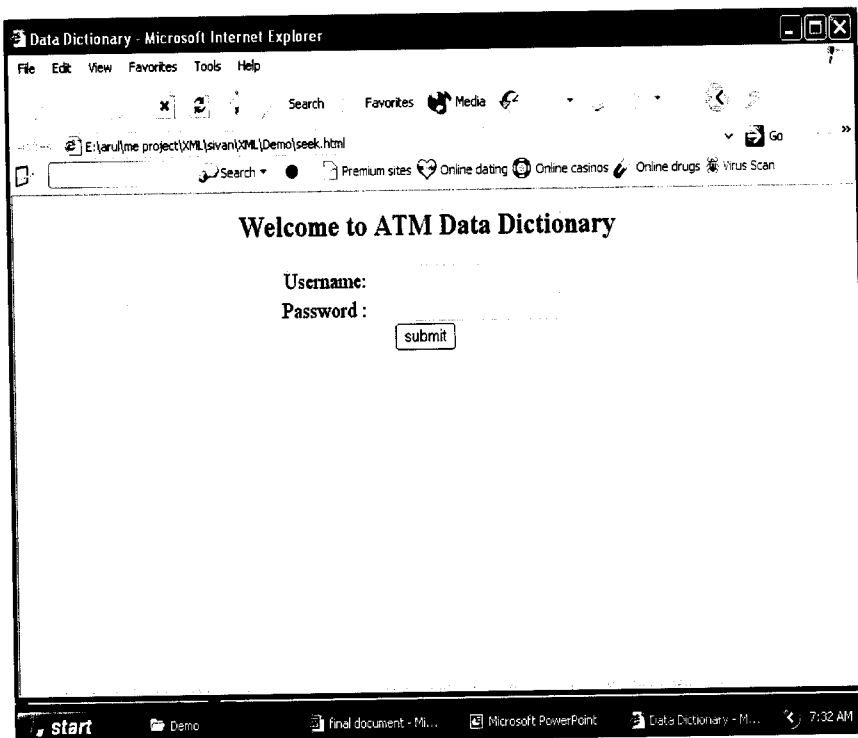 Data Dictionary - Microsoft Internet Explorer
File Edit View Favorites Tools Help
Search Favorites Media
E:\arul\me project\XML\sivani\XML\Demo\seek.html Go »
Search Premium sites Online dating Online casinos Online drugs Virus Scan
Welcome to ATM Data Dictionary
Username:
Password :
submit
start Demo final document - Mi... Microsoft PowerPoint Data Dictionary - M... 7:32 AM